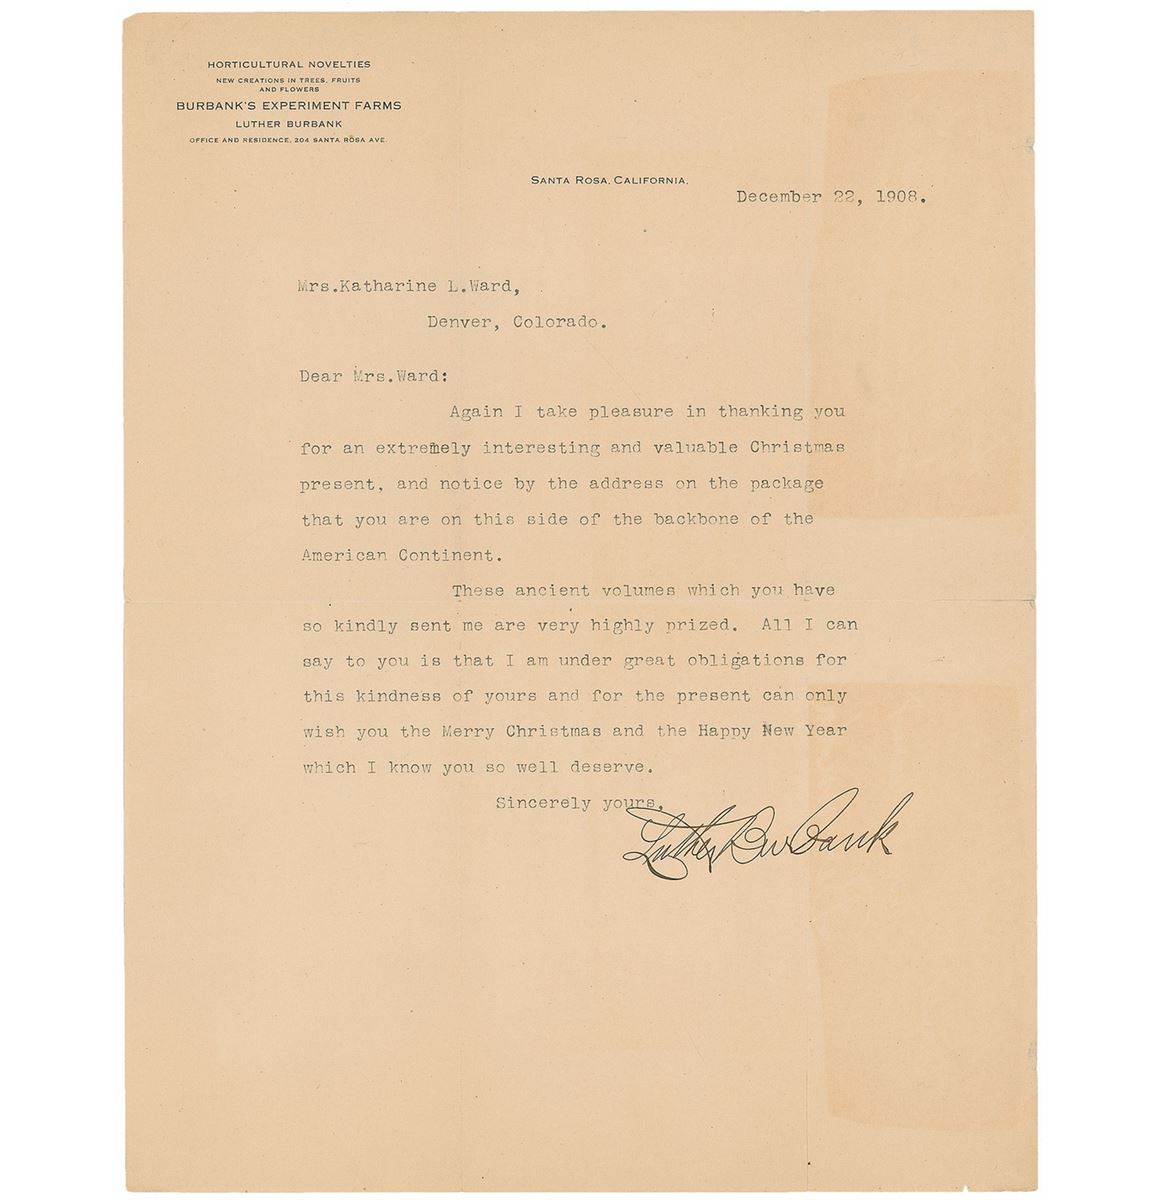 HORTICULTURAL NOVELTIES
NEW CREATIONS IN TREES, FRUITS
AND FLOWERS
BURBANK'S EXPERIMENT FARMS
LUTHER BURBANK
OFFICE AND RESIDENCE, 204 SANTA ROSA AVE.
SANTA ROSA, CALIFORNIA,
December 22, 1908.
Mrs.Katharine L.Ward,
Denver, Colorado.
Dear Mrs.Ward:
Again I take pleasure in thanking you
for an extremely interesting and valuable Christmas
present, and notice by the address on the package
that you are on this side of the backbone of the
American Continent.
These ancient volumes which you have
so kindly sent me are very highly prized.  All I can
say to you is that I am under great obligations for
this kindness of yours and for the present can only
wish you the Merry Christmas and the Happy New Year
which I know you so well deserve.
Sincerely yours,
Luther Burbank